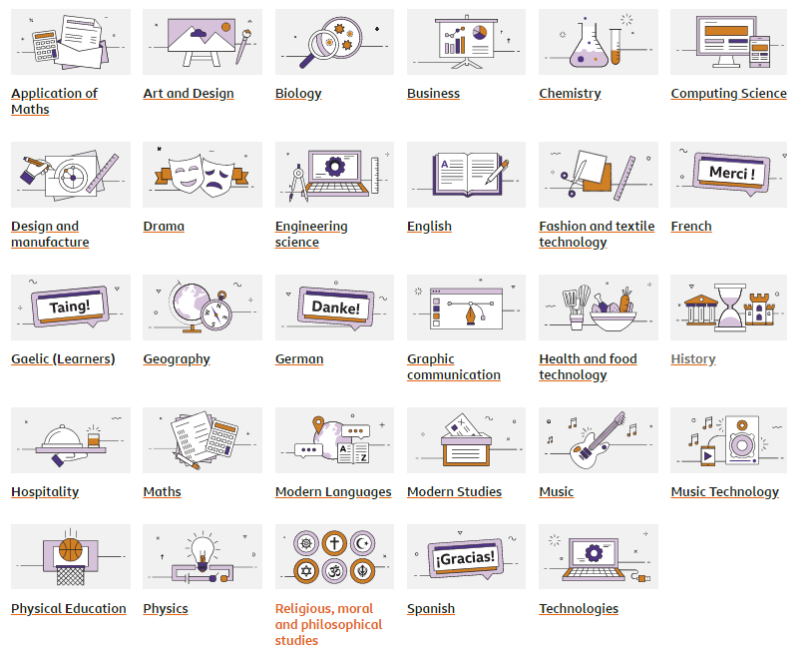 Application of
Maths
Art and Design
Biology
Business
Chemistry
Computing Science
Design and
manufacture
Drama
Engineering
science
A
English
Fashion and textile
technology
Merci !
French
Taing!
Gaelic (Learners)
Geography
Danke!
German
Graphic
communication
Health and food
technology
History
Hospitality
Maths
A
Z
Modern Languages
Modern Studies
Music
Music Technology
Physical Education
Physics
Religious, moral
and philosophical
studies
¡Gracias!
Spanish
Technologies